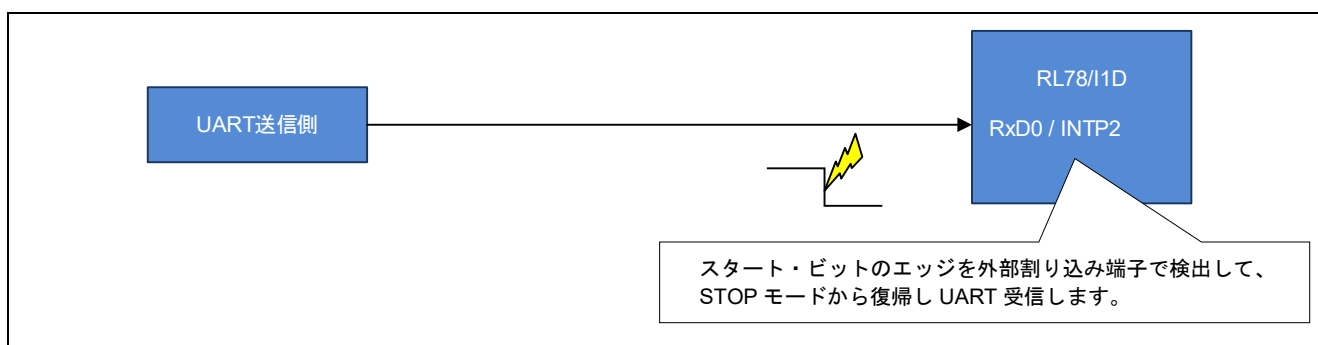 UART送信側
RL78/I1D
RxD0 / INTP2
スタート・ビットのエッジを外部割り込み端子で検出して、
STOP モードから復帰し UART 受信します。